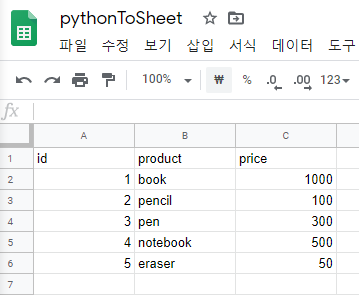 pythonToSheet
파일 수정 보기 삽입 서식 데이터 도구
100% ₩ % .0 .00 123
fx
A B C
1 id product price
2 1 book 1000
3 2 pencil 100
4 3 pen 300
5 4 notebook 500
6 5 eraser 50
7